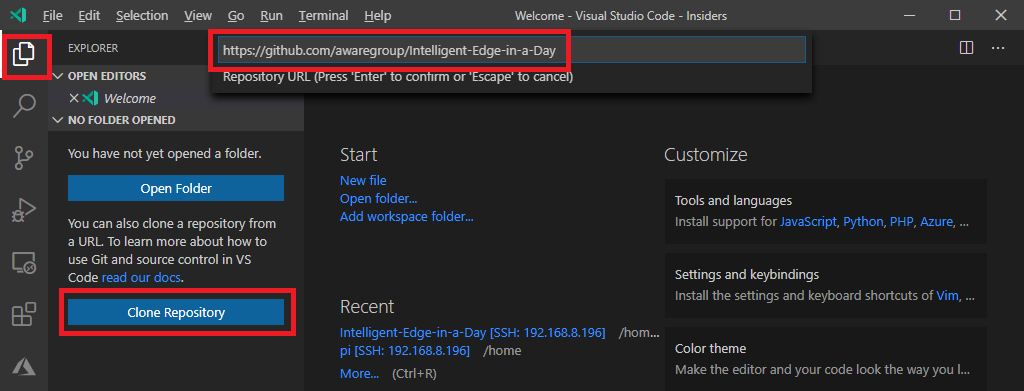 File Edit Selection View Go Run Terminal Help Welcome - Visual Studio Code - Insiders
EXPLORER
https://github.com/awaregroup/Intelligent-Edge-in-a-Day
Repository URL (Press 'Enter' to confirm or 'Escape' to cancel)
OPEN EDITORS
Welcome
NO FOLDER OPENED
You have not yet opened a folder.
Open Folder
You can also clone a repository from
a URL. To learn more about how to
use Git and source control in VS
Code read our docs.
Clone Repository
Start
New file
Open folder...
Add workspace folder...
Recent
Intelligent-Edge-in-a-Day [SSH: 192.168.8.196] /hom...
pi [SSH: 192.168.8.196] /home
More... (Ctrl+R)
Customize
Tools and languages
Install support for JavaScript, Python, PHP, Azure, ...
Settings and keybindings
Install the settings and keyboard shortcuts of Vim, ...
Color theme
Make the editor and your code look the way you l...